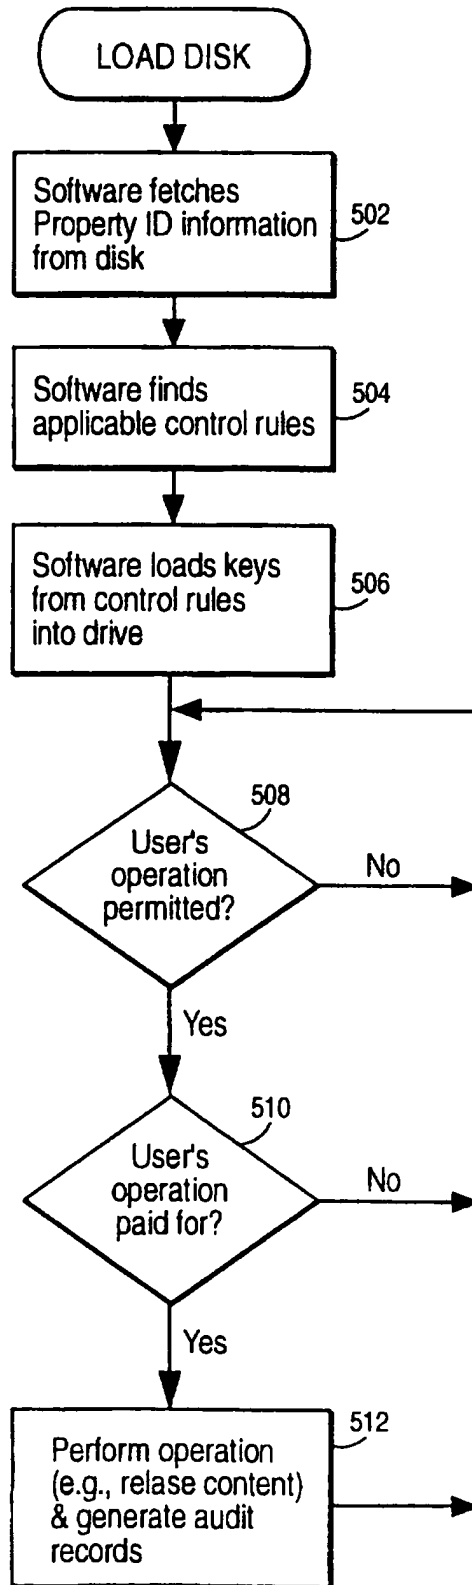 LOAD DISK
Software fetches
Property ID information
from disk
502
Software finds
applicable control rules
504
Software loads keys
from control rules
into drive
506
508
User's
operation
permitted?
No
Yes
510
User's
operation
paid for?
No
Yes
512
Perform operation
(e.g., relase content)
& generate audit
records